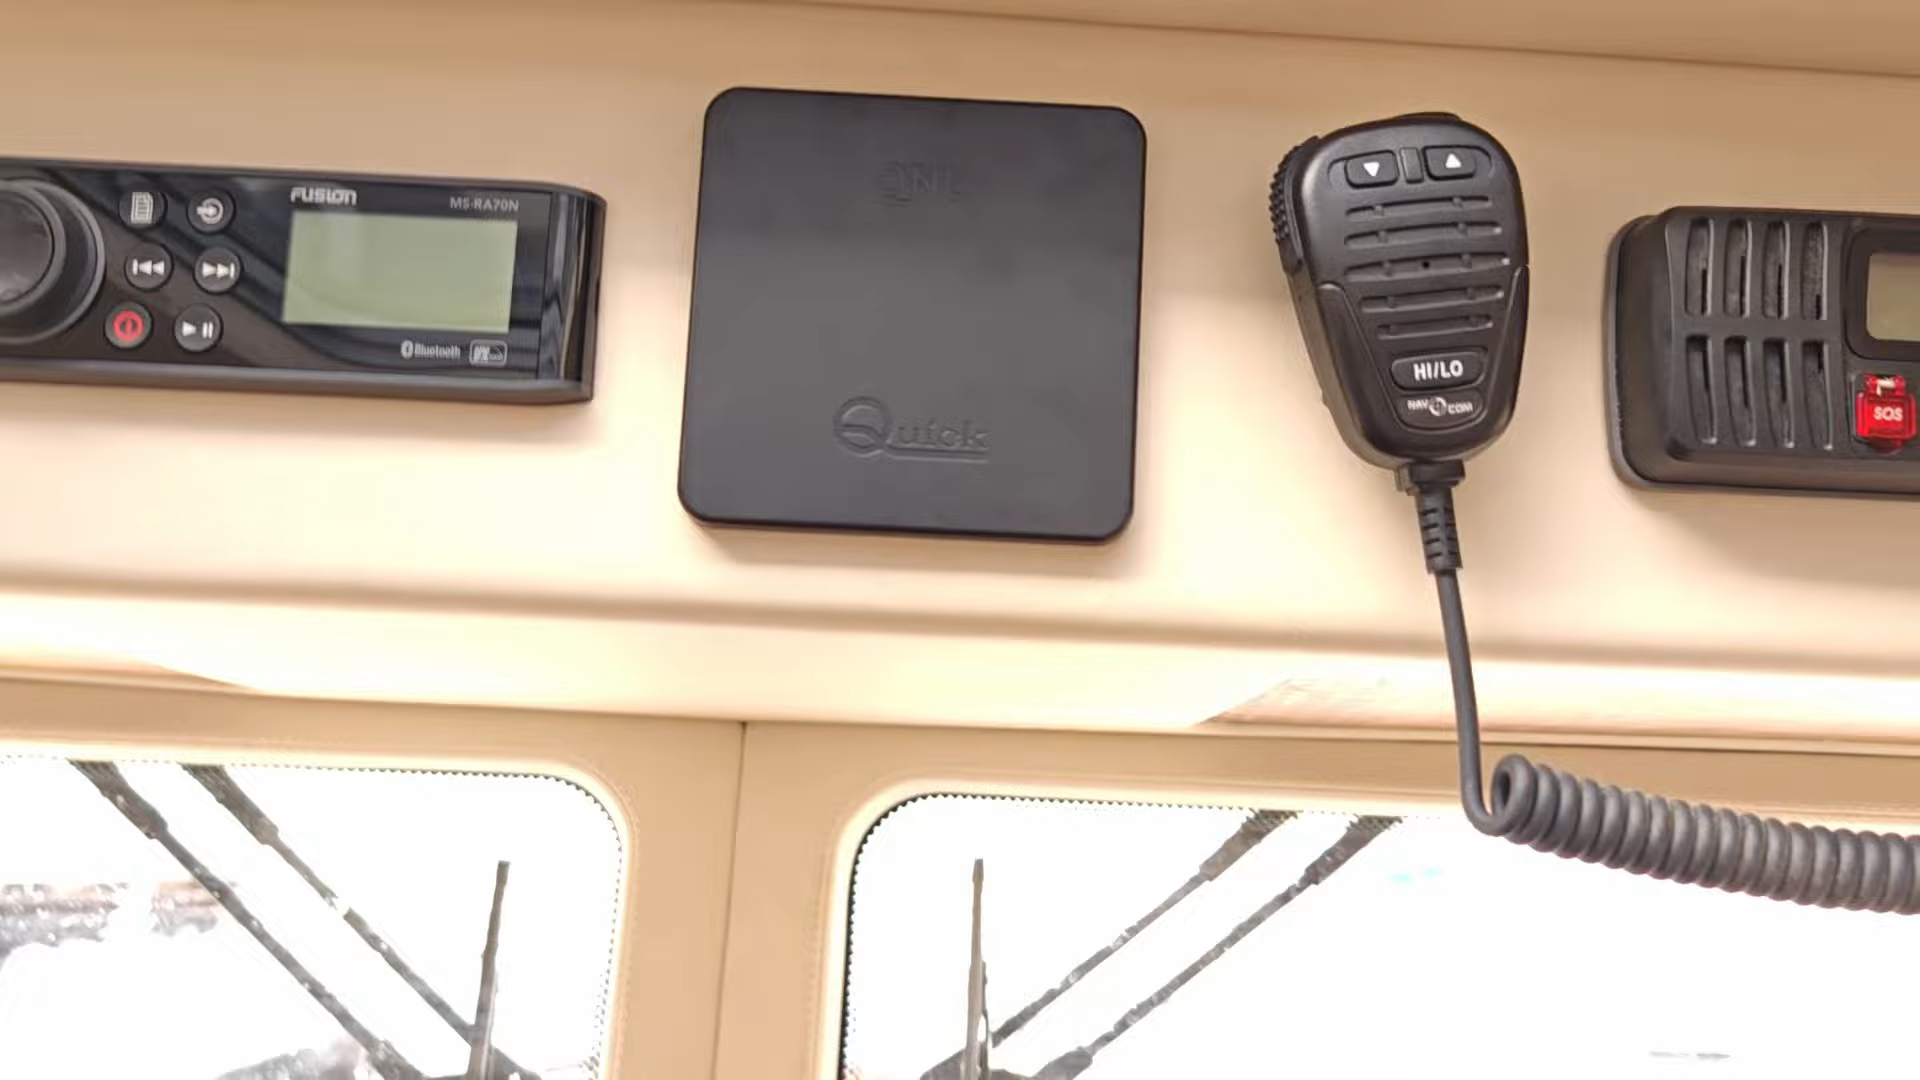 FUSION
MS-RA70N
Bluetooth
Quick
HI/LO
NAV COM
SOS